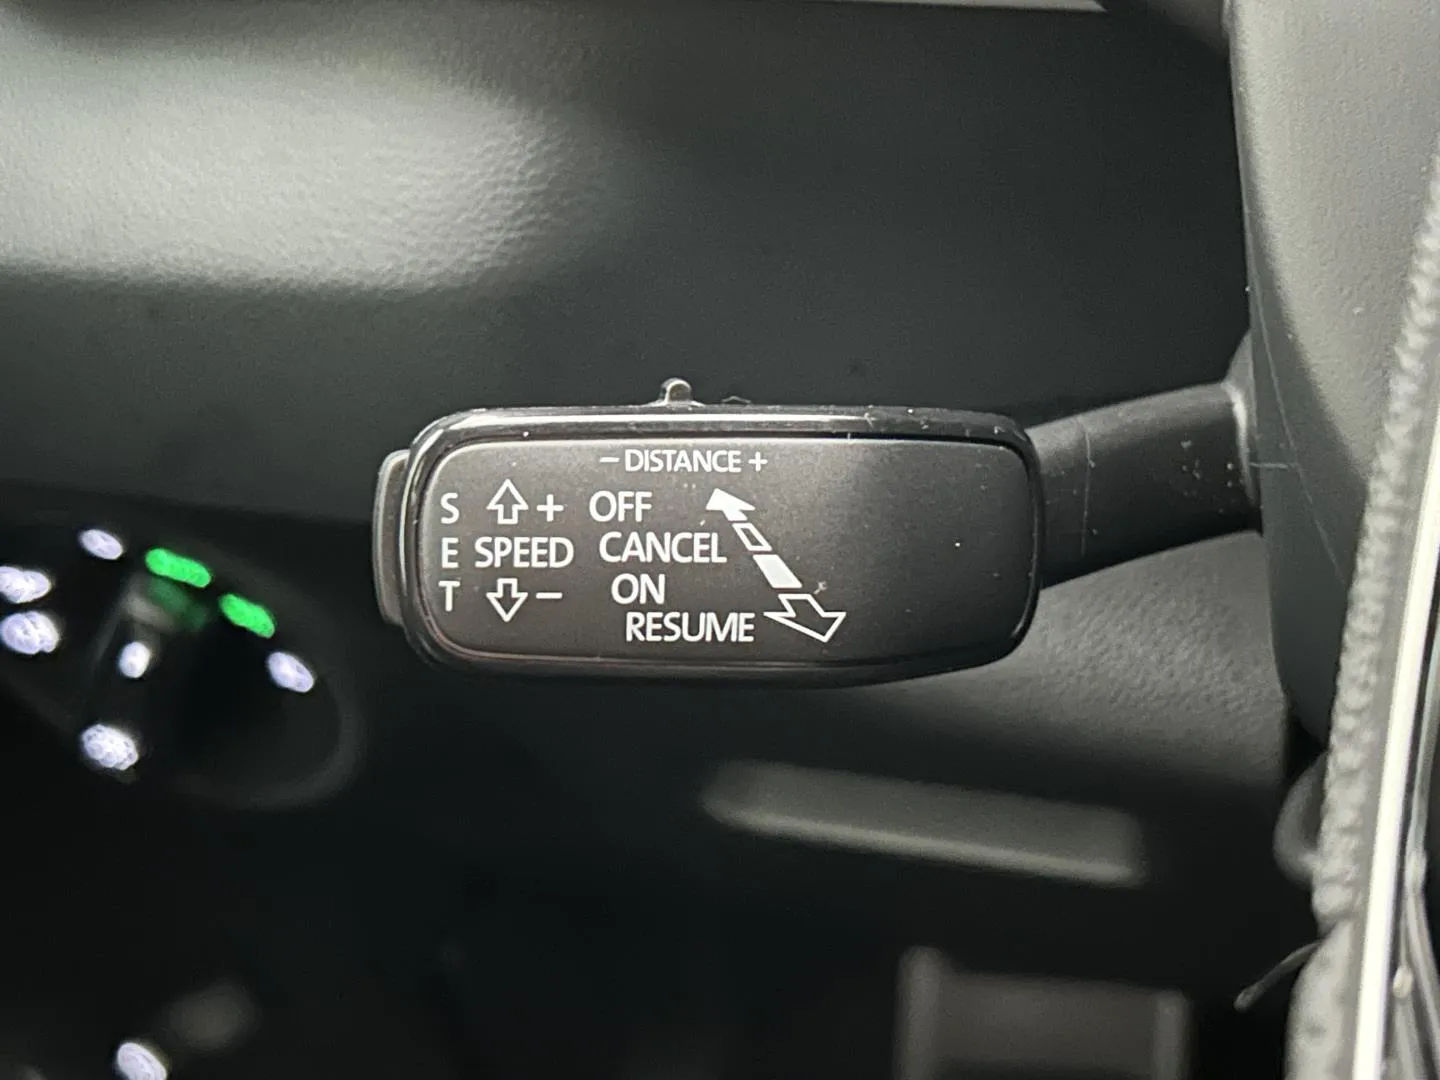 − DISTANCE +
S + OFF
E SPEED CANCEL
T − ON
RESUME